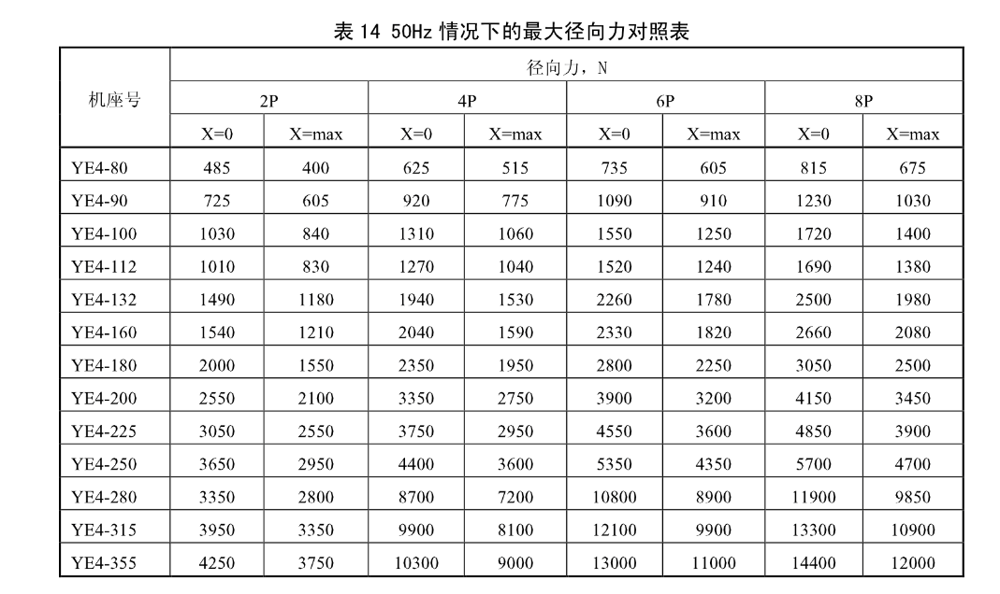 表 14 50Hz 情况下的最大径向力对照表
机座号 径向力，N
2P 4P 6P 8P
X=0 X=max X=0 X=max X=0 X=max X=0 X=max
YE4-80 485 400 625 515 735 605 815 675
YE4-90 725 605 920 775 1090 910 1230 1030
YE4-100 1030 840 1310 1060 1550 1250 1720 1400
YE4-112 1010 830 1270 1040 1520 1240 1690 1380
YE4-132 1490 1180 1940 1530 2260 1780 2500 1980
YE4-160 1540 1210 2040 1590 2330 1820 2660 2080
YE4-180 2000 1550 2350 1950 2800 2250 3050 2500
YE4-200 2550 2100 3350 2750 3900 3200 4150 3450
YE4-225 3050 2550 3750 2950 4550 3600 4850 3900
YE4-250 3650 2950 4400 3600 5350 4350 5700 4700
YE4-280 3350 2800 8700 7200 10800 8900 11900 9850
YE4-315 3950 3350 9900 8100 12100 9900 13300 10900
YE4-355 4250 3750 10300 9000 13000 11000 14400 12000